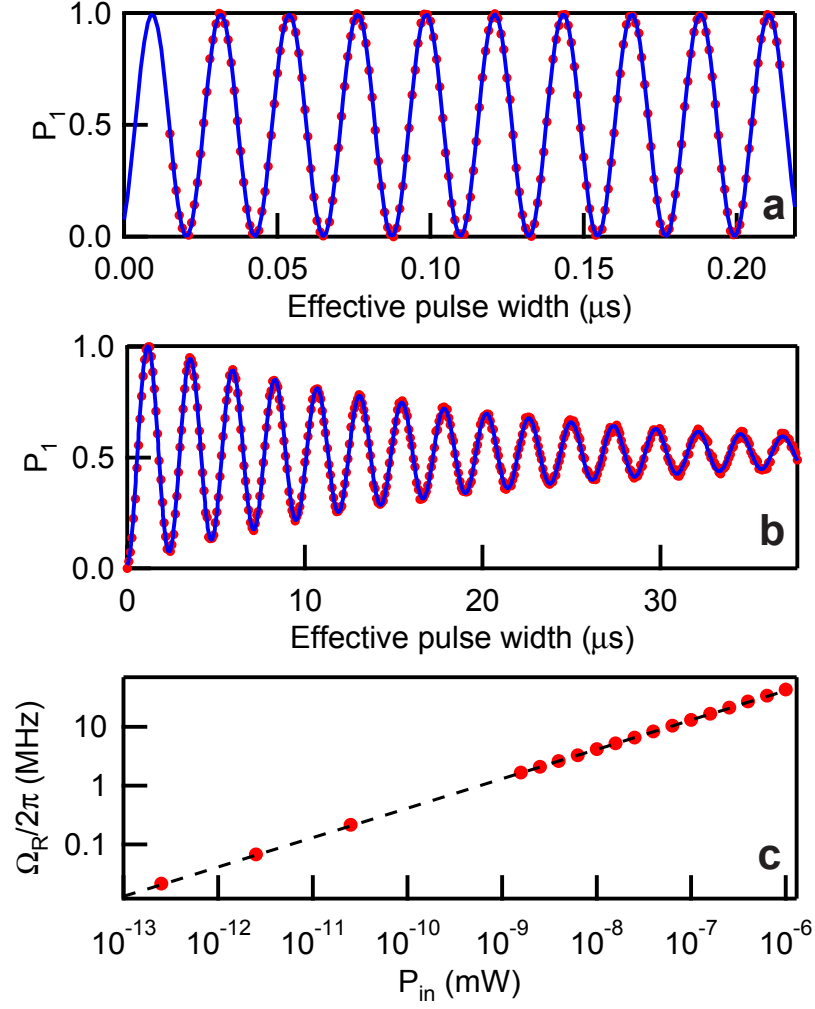 1.0
P₁
0.5
a
0.0
0.00 0.05 0.10 0.15 0.20
Effective pulse width (μs)
1.0
P₁
0.5
b
0.0
0 10 20 30
Effective pulse width (μs)
Ω_R/2π (MHz)
10
1
0.1
c
10⁻¹³ 10⁻¹² 10⁻¹¹ 10⁻¹⁰ 10⁻⁹ 10⁻⁸ 10⁻⁷ 10⁻⁶
P_in (mW)